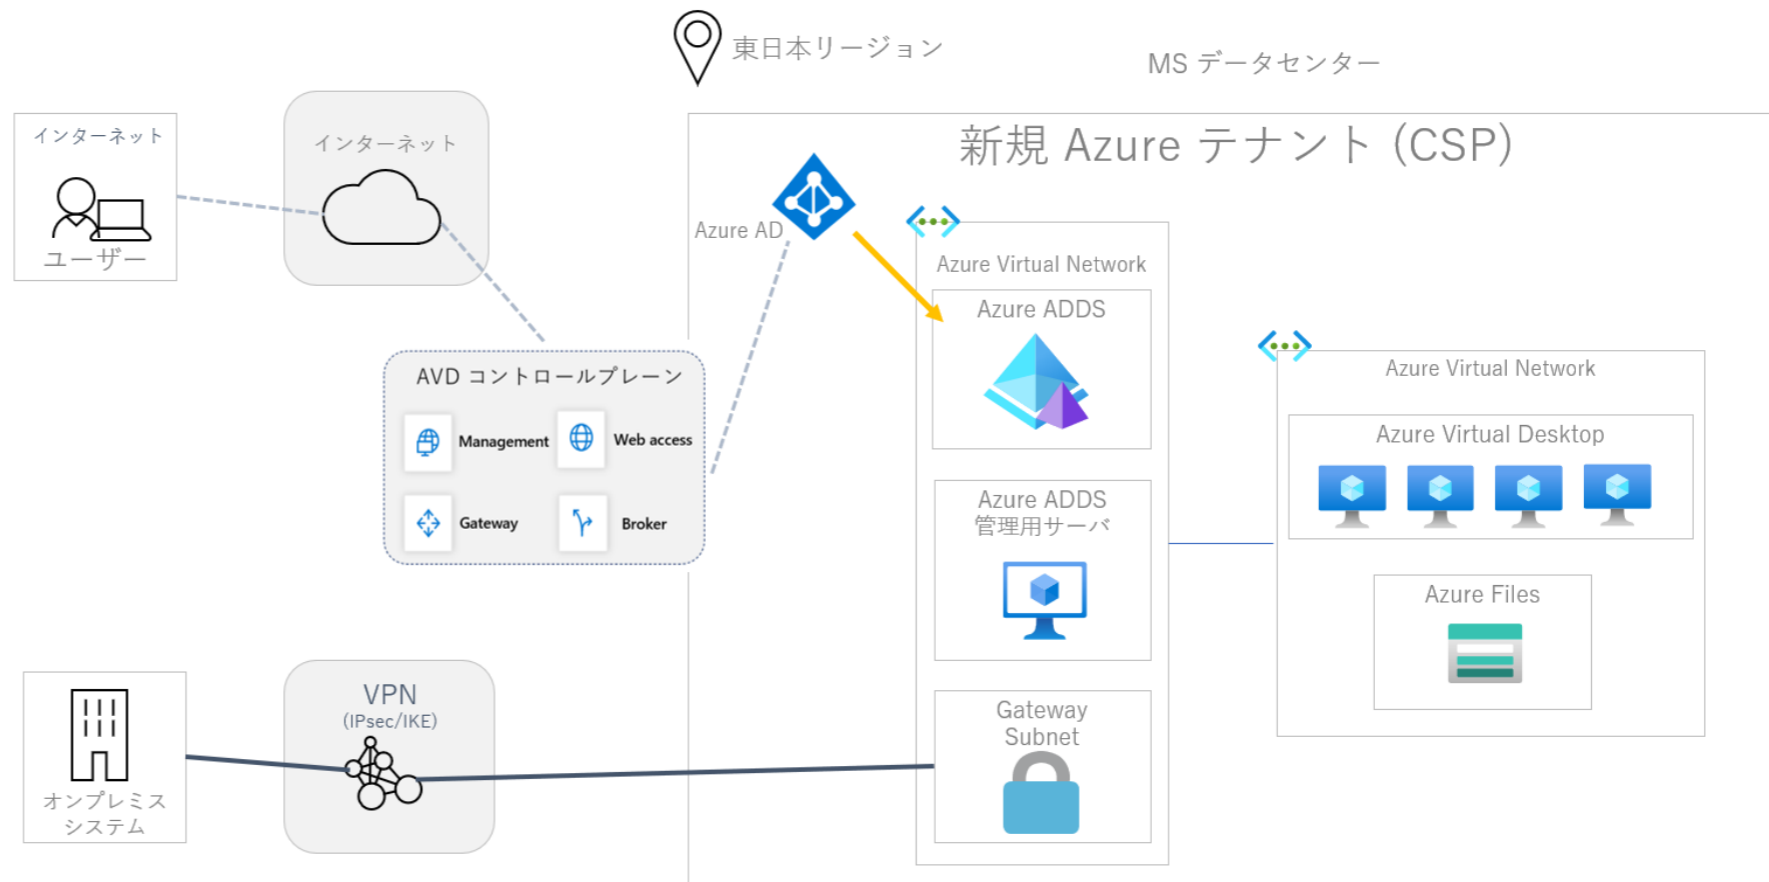 東日本リージョン
MS データセンター
新規 Azure テナント (CSP)
インターネット
ユーザー
インターネット
Azure AD
Azure Virtual Network
Azure ADDS
AVD コントロールプレーン
Management
Web access
Gateway
Broker
Azure ADDS
管理用サーバ
Azure Virtual Network
Azure Virtual Desktop
Azure Files
オンプレミス
システム
VPN
(IPsec/IKE)
Gateway
Subnet